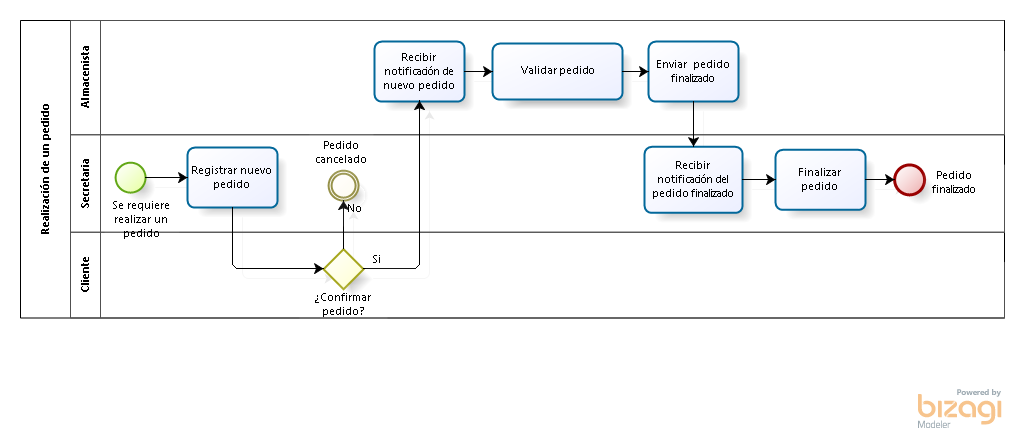 Realización de un pedido
Almacenista
Recibir
notificación de
nuevo pedido
Validar pedido
Enviar pedido
finalizado
Secretaria
Se requiere
realizar un
pedido
Registrar nuevo
pedido
Pedido
cancelado
No
Recibir
notificación del
pedido finalizado
Finalizar
pedido
Pedido
finalizado
Cliente
Si
¿Confirmar
pedido?
Powered by
bizagi
Modeler